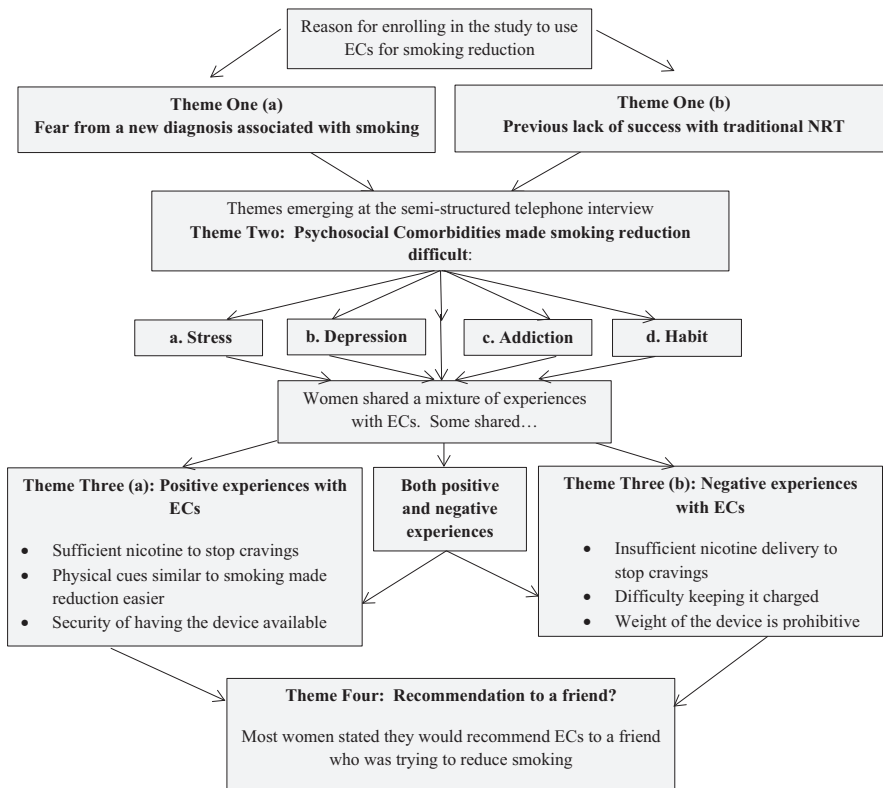 Reason for enrolling in the study to use
ECs for smoking reduction
Theme One (a)
Fear from a new diagnosis associated with smoking
Theme One (b)
Previous lack of success with traditional NRT
Themes emerging at the semi-structured telephone interview
Theme Two: Psychosocial Comorbidities made smoking reduction
difficult:
a. Stress
b. Depression
c. Addiction
d. Habit
Women shared a mixture of experiences
with ECs. Some shared…
Theme Three (a): Positive experiences with
ECs
• Sufficient nicotine to stop cravings
• Physical cues similar to smoking made
reduction easier
• Security of having the device available
Both positive
and negative
experiences
Theme Three (b): Negative experiences
with ECs
• Insufficient nicotine delivery to
stop cravings
• Difficulty keeping it charged
• Weight of the device is prohibitive
Theme Four: Recommendation to a friend?
Most women stated they would recommend ECs to a friend
who was trying to reduce smoking